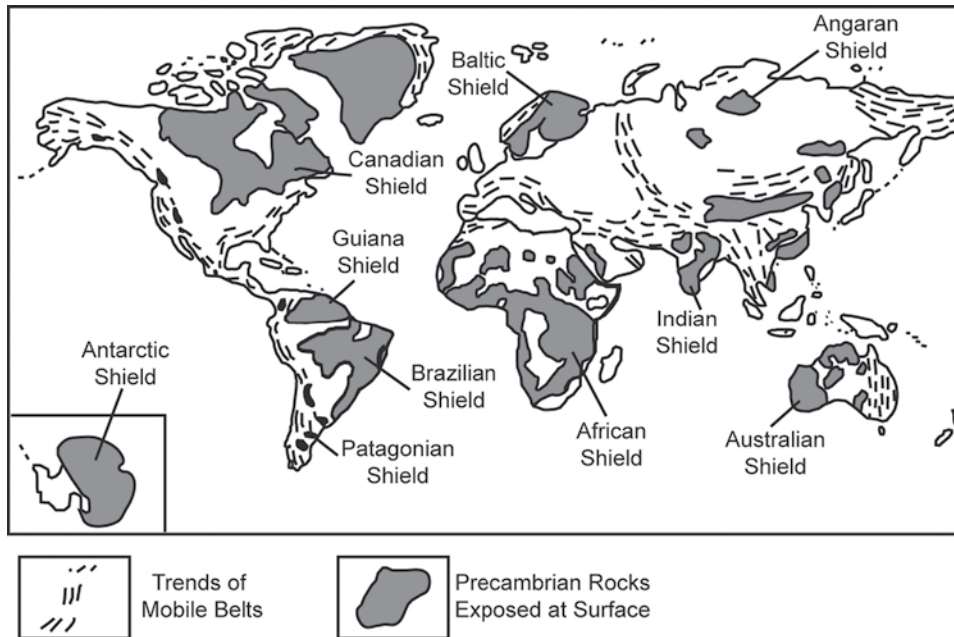 Angaran
Shield
Baltic
Shield
Canadian
Shield
Guiana
Shield
Indian
Shield
Antarctic
Shield
Brazilian
Shield
African
Shield
Australian
Shield
Patagonian
Shield
Trends of
Mobile Belts
Precambrian Rocks
Exposed at Surface